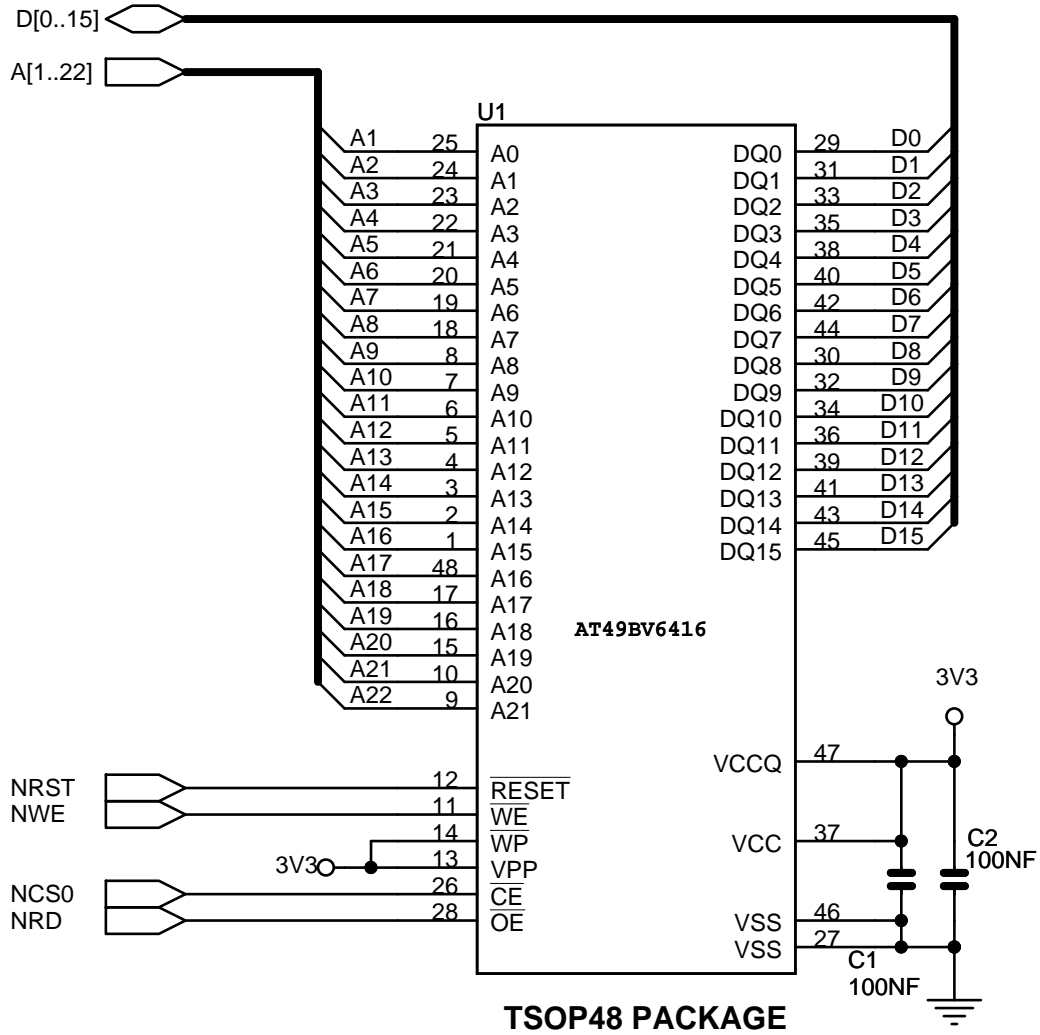 D[0..15]
A[1..22]
U1
A1 25 A0 DQ0 29 D0
A2 24 A1 DQ1 31 D1
A3 23 A2 DQ2 33 D2
A4 22 A3 DQ3 35 D3
A5 21 A4 DQ4 38 D4
A6 20 A5 DQ5 40 D5
A7 19 A6 DQ6 42 D6
A8 18 A7 DQ7 44 D7
A9 8 A8 DQ8 30 D8
A10 7 A9 DQ9 32 D9
A11 6 A10 DQ10 34 D10
A12 5 A11 DQ11 36 D11
A13 4 A12 DQ12 39 D12
A14 3 A13 DQ13 41 D13
A15 2 A14 DQ14 43 D14
A16 1 A15 DQ15 45 D15
A17 48 A16
A18 17 A17
A19 16 A18
AT49BV6416
A20 15 A19
A21 10 A20
A22 9 A21
3V3
VCCQ 47
NRST 12 RESET
NWE 11 WE
14 WP VCC 37
C2
100NF
3V3 13 VPP
NCS0 26 CE
NRD 28 OE
VSS 46
VSS 27
C1
100NF
TSOP48 PACKAGE